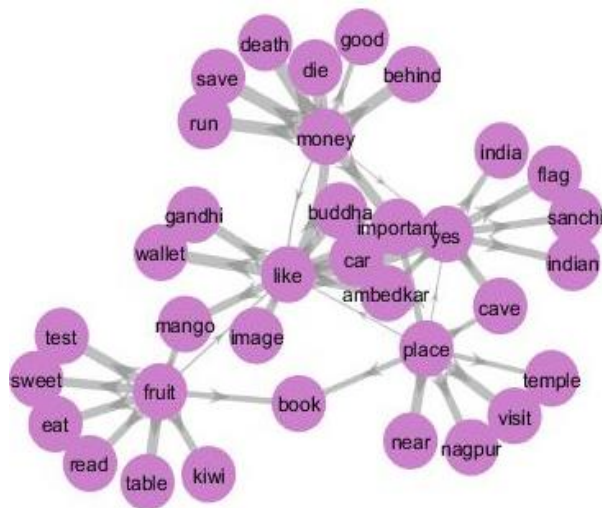 good
death
die
behind
save
run
money
india
flag
gandhi
buddha
important
sanchi
yes
wallet
car
indian
like
ambedkar
cave
mango
image
test
place
sweet
fruit
temple
book
visit
eat
near
nagpur
read
kiwi
table